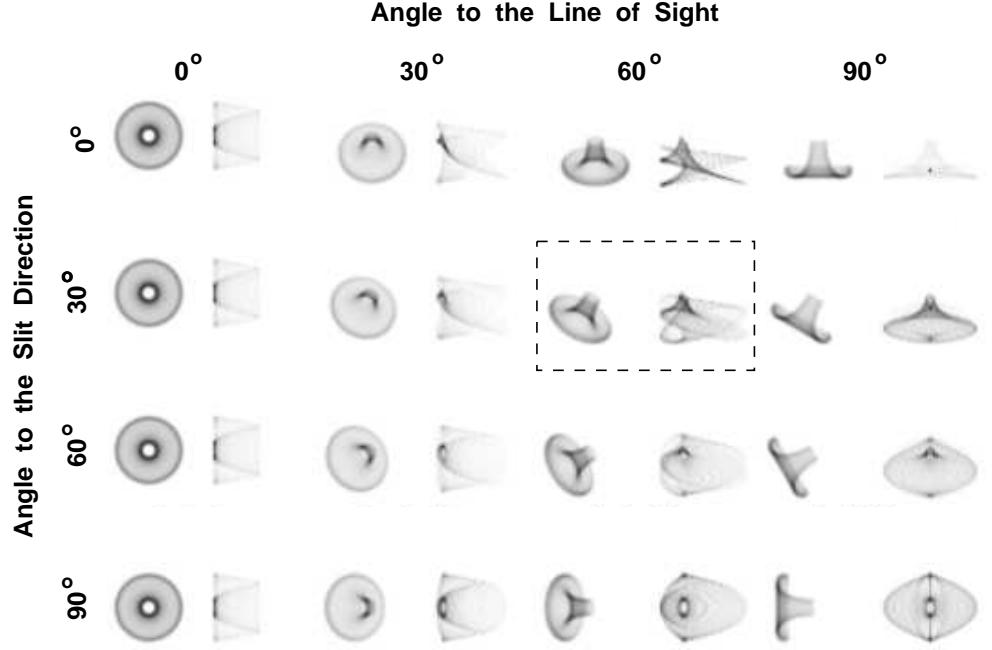 Angle to the Line of Sight
0° 30° 60° 90°
Angle to the Slit Direction
0°
30°
60°
90°